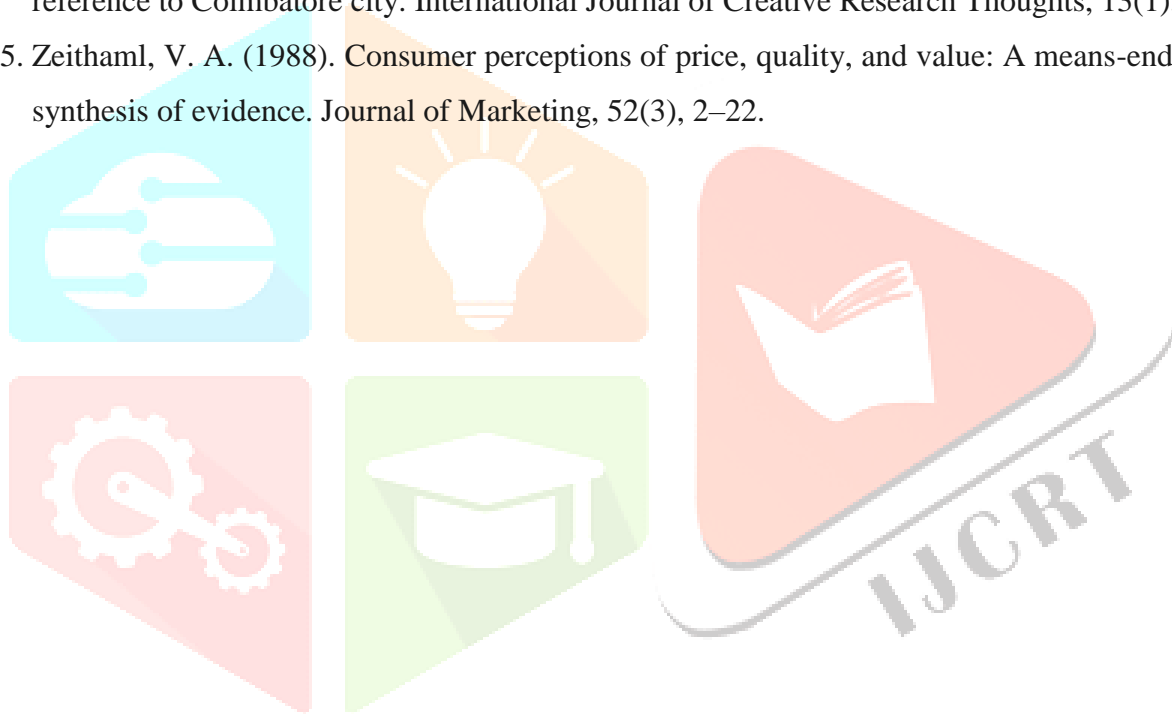 reference to Coimbatore city. International Journal of Creative Research Thoughts, 13(1)
5. Zeithaml, V. A. (1988). Consumer perceptions of price, quality, and value: A means-end
synthesis of evidence. Journal of Marketing, 52(3), 2–22.
IJCRT